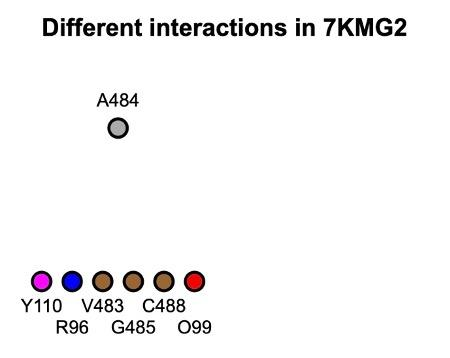 Different interactions in 7KMG2
A484
Y110 V483 C488
R96 G485 O99